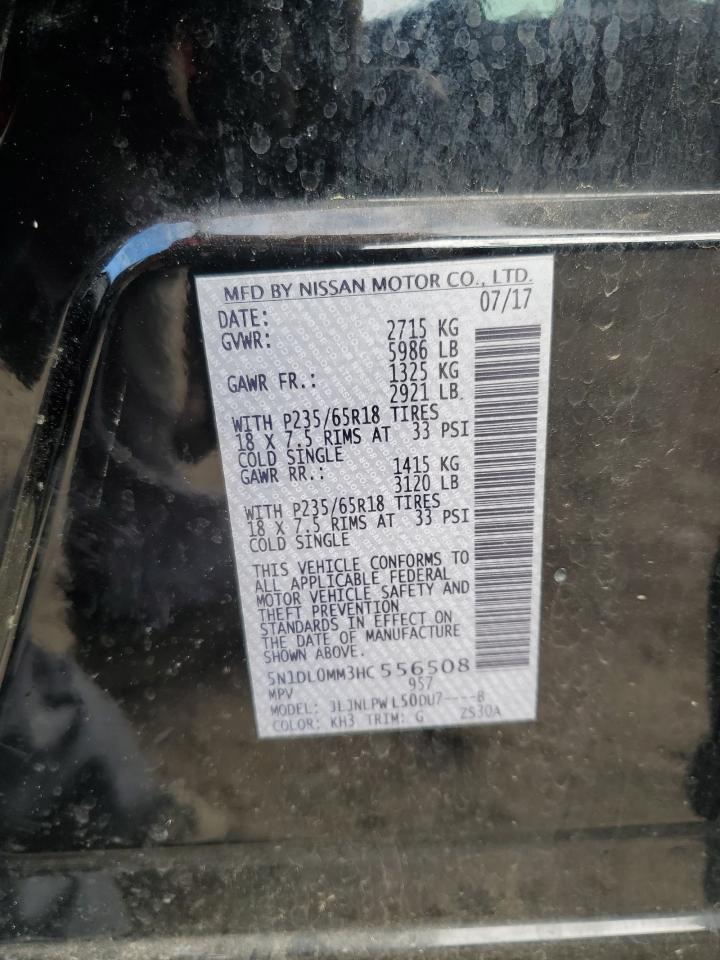 MFD BY NISSAN MOTOR CO., LTD.
DATE: 07/17
GVWR: 2715 KG
5986 LB
GAWR FR.: 1325 KG
2921 LB
WITH P235/65R18 TIRES
18 X 7.5 RIMS AT 33 PSI
COLD SINGLE
GAWR RR.: 1415 KG
3120 LB
WITH P235/65R18 TIRES
18 X 7.5 RIMS AT 33 PSI
COLD SINGLE
THIS VEHICLE CONFORMS TO
ALL APPLICABLE FEDERAL
MOTOR VEHICLE SAFETY AND
THEFT PREVENTION
STANDARDS IN EFFECT ON
THE DATE OF MANUFACTURE
SHOWN ABOVE.
5N1DL0MM3HC556508
MPV 957
MODEL: JLJNLPWL50DU7----B
COLOR: KH3 TRIM: G ZS30A